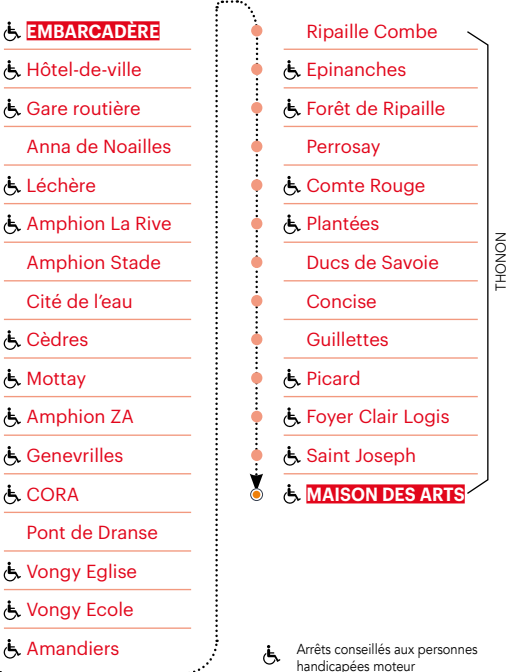 EMBARCADÈRE
Hôtel-de-ville
Gare routière
Anna de Noailles
Léchère
Amphion La Rive
Amphion Stade
Cité de l'eau
Cèdres
Mottay
Amphion ZA
Genevrilles
CORA
Pont de Dranse
Vongy Eglise
Vongy Ecole
Amandiers
Ripaille Combe
Epinanches
Forêt de Ripaille
Perrosay
Comte Rouge
Plantées
Ducs de Savoie
Concise
Guillettes
Picard
Foyer Clair Logis
Saint Joseph
MAISON DES ARTS
THONON
Arrêts conseillés aux personnes
handicapées moteur